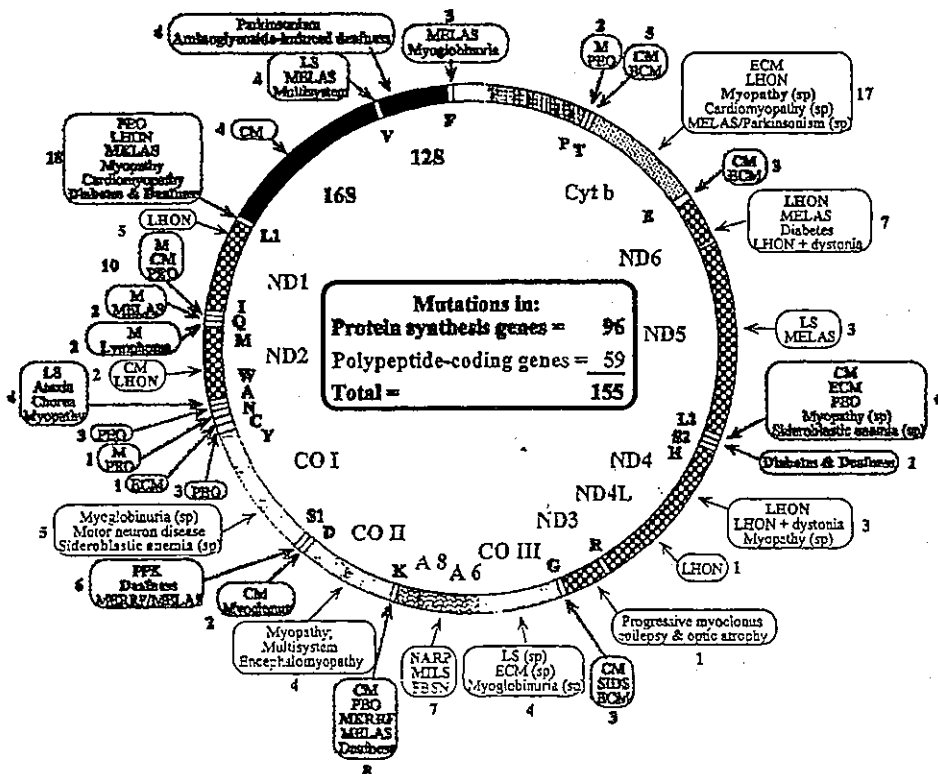 4
Parkinsonism
Aminoglycoside-induced deafness
3
MELAS
Myoglobinuria
2
M
PEO
5
CM
ECM
ECM
LHON
Myopathy (sp)
Cardiomyopathy (sp)
MELAS/Parkinsonism (sp)
17
4
LS
MELAS
Multisystem
V
F
12S
P
T
4
CM
16S
Cyt b
CM
ECM
3
E
18
PEO
LHON
MELAS
Myopathy
Cardiomyopathy
Diabetes & Deafness
5
LHON
L1
LHON
MELAS
Diabetes
LHON + dystonia
7
ND6
10
M
CM
PEO
ND1
2
M
MELAS
I
Q
M
2
M
Lymphoma
Mutations in:
Protein synthesis genes = 96
Polypeptide-coding genes = 59
Total = 155
ND5
LS
MELAS
3
2
CM
LHON
ND2
4
LS
Ataxia
Chorea
Myopathy
W
A
N
C
Y
CM
ECM
PEO
Myopathy (sp)
Sideroblastic anemia (sp)
L2
S2
H
3
PEO
1
M
PEO
1
ECM
3
PEO
Diabetes & Deafness
ND4
CO I
ND4L
ND3
LHON
LHON + dystonia
Myopathy (sp)
3
5
Myoglobinuria (sp)
Motor neuron disease
Sideroblastic anemia (sp)
S1
D
CO II
A 8
A 6
CO III
K
G
R
LHON
1
6
PPK
Deafness
MERRF/MELAS
2
CM
Myoclonus
Myopathy;
Multisystem
Encephalomyopathy
4
CM
PEO
MERRF
MELAS
Deafness
8
NARP
MILS
FBSN
7
LS (sp)
ECM (sp)
Myoglobinuria (sp)
4
CM
SIDS
ECM
3
Progressive myoclonus
epilepsy & optic atrophy
1